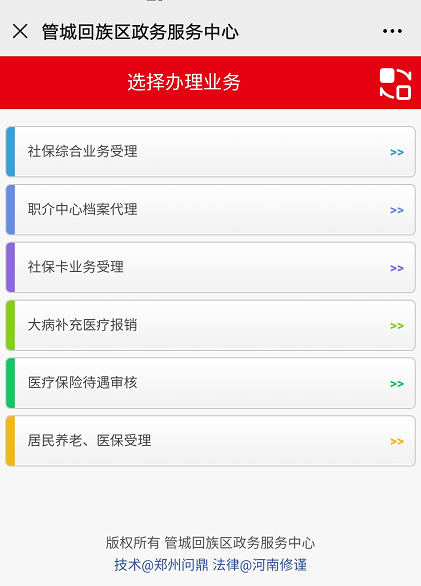 管城回族区政务服务中心
选择办理业务
社保综合业务受理 >>
职介中心档案代理 >>
社保卡业务受理 >>
大病补充医疗报销 >>
医疗保险待遇审核 >>
居民养老、医保受理 >>
版权所有 管城回族区政务服务中心
技术@郑州问鼎 法律@河南修谨